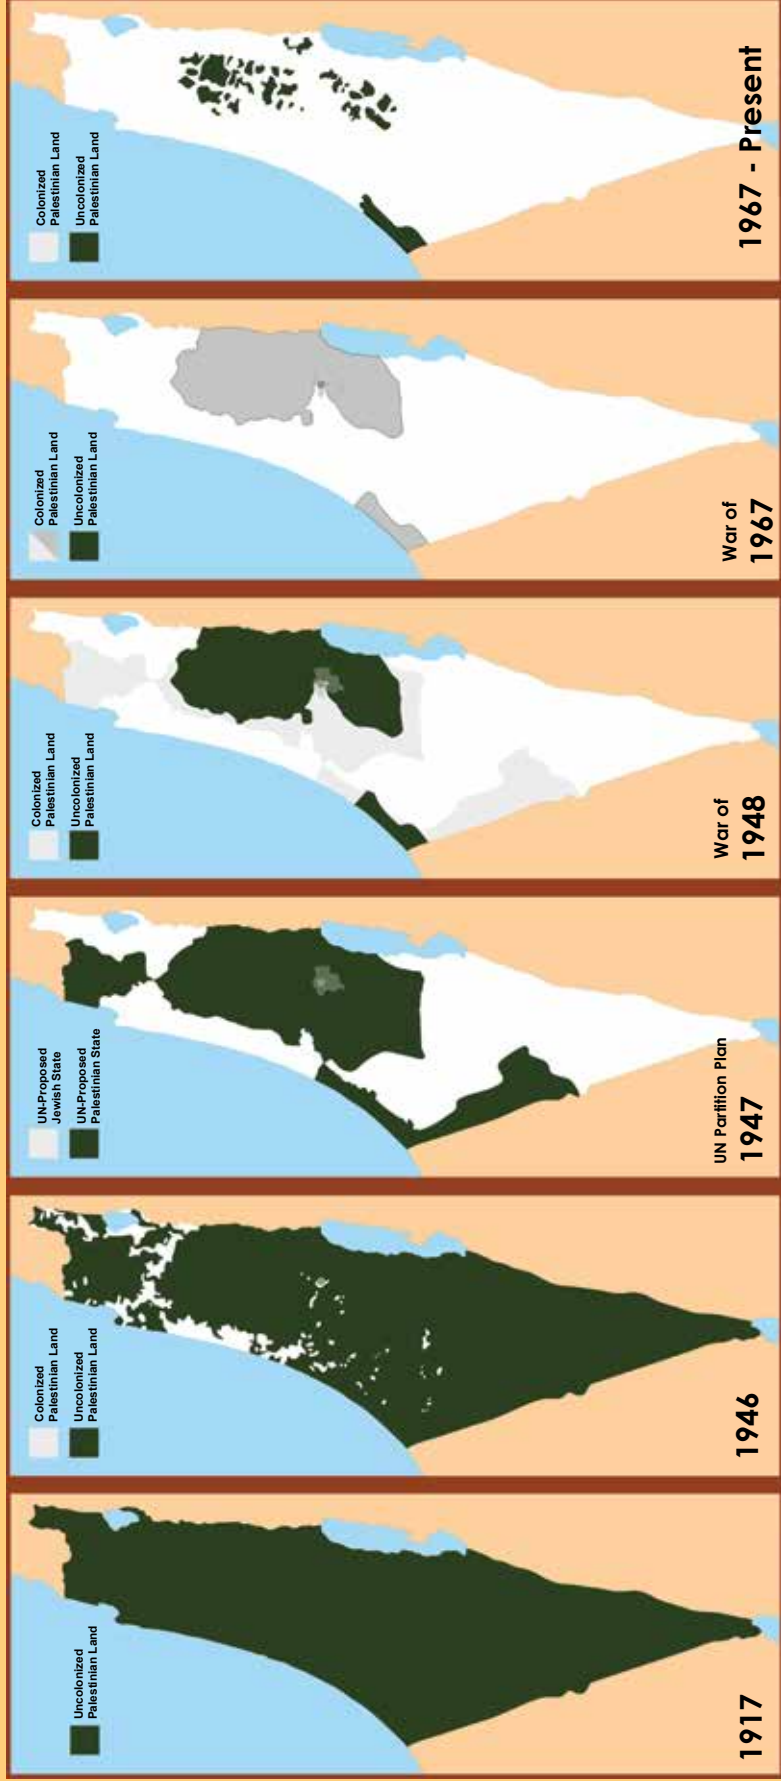 Uncolonized
Palestinian Land
1917
Colonized
Palestinian Land
Uncolonized
Palestinian Land
1946
UN-Proposed
Jewish State
UN-Proposed
Palestinian State
UN Partition Plan
1947
Colonized
Palestinian Land
Uncolonized
Palestinian Land
War of
1948
Colonized
Palestinian Land
Uncolonized
Palestinian Land
War of
1967
Colonized
Palestinian Land
Uncolonized
Palestinian Land
1967 - Present